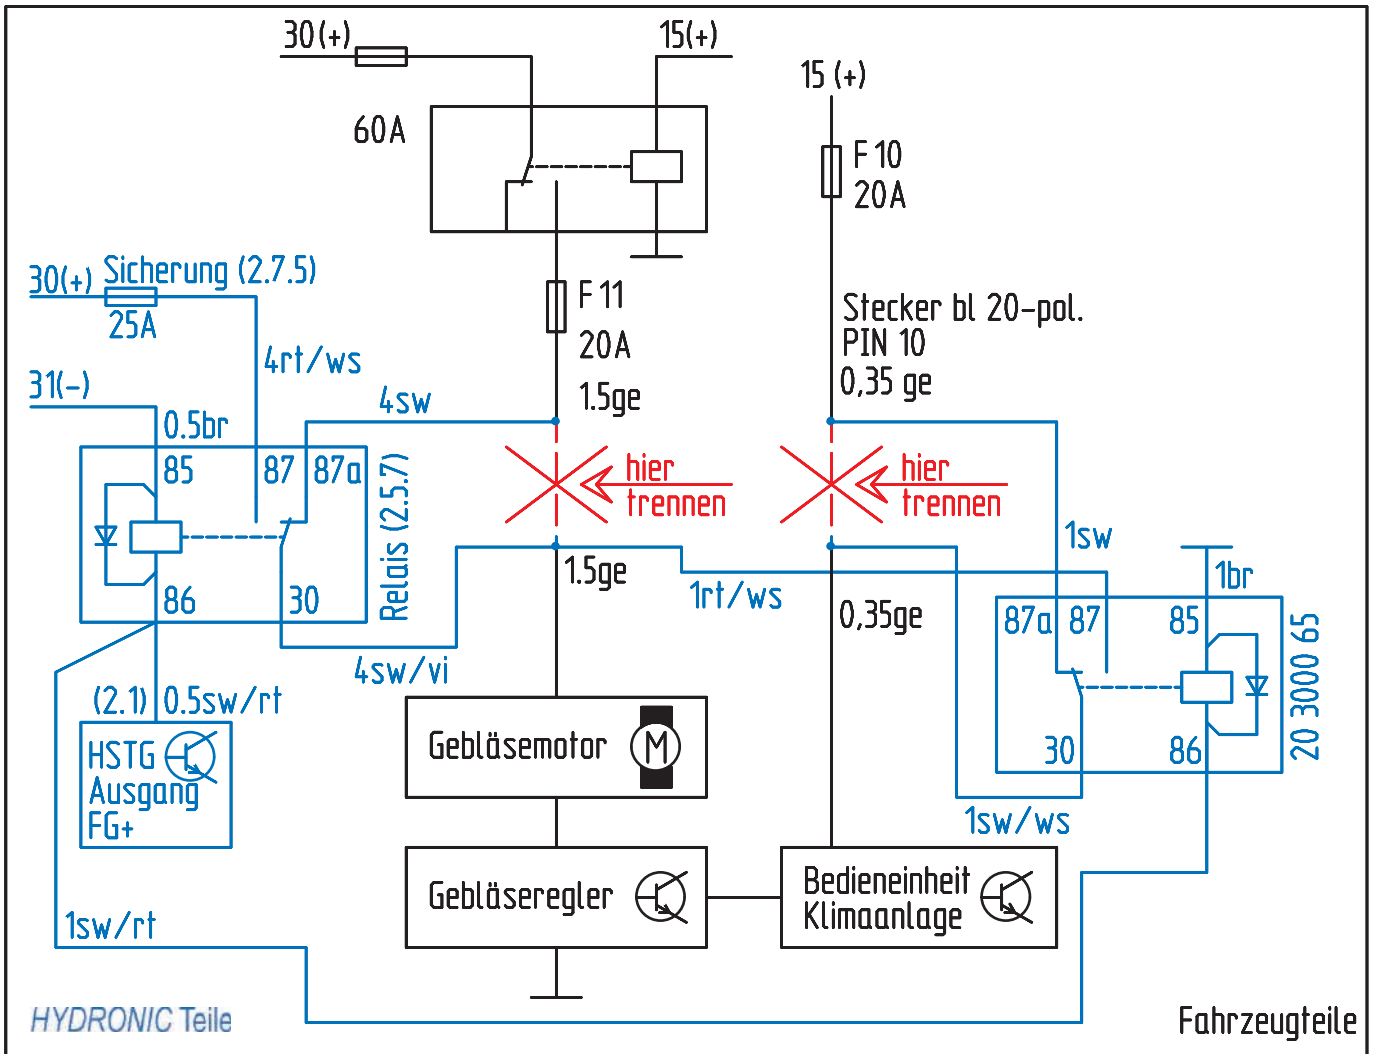 30(+)
15(+)
60A
15 (+)
F 10
20A
30(+)
Sicherung (2.7.5)
25A
F 11
20A
Stecker bl 20-pol.
PIN 10
0,35 ge
4rt/ws
31(-)
4sw
1.5ge
0.5br
85
87
87a
Relais (2.5.7)
86
30
hier
trennen
hier
trennen
1sw
1.5ge
1rt/ws
0,35ge
1br
87a
87
85
20 3000 65
30
86
4sw/vi
(2.1)
0.5sw/rt
HSTG
Ausgang
FG+
Gebläsemotor
M
1sw/ws
Gebläseregler
Bedieneinheit
Klimaanlage
1sw/rt
HYDRONIC Teile
Fahrzeugteile